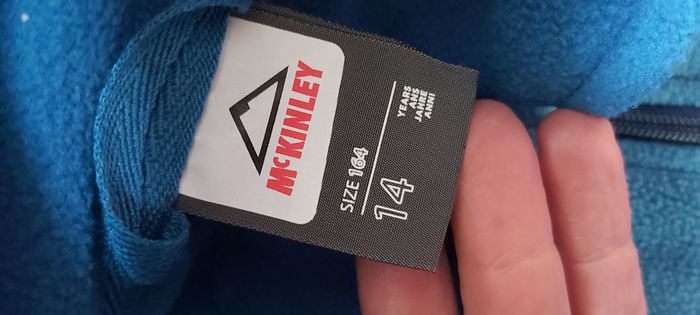 McKINLEY
SIZE 164
14
YEARS
ANS
JAHRE
ANNI